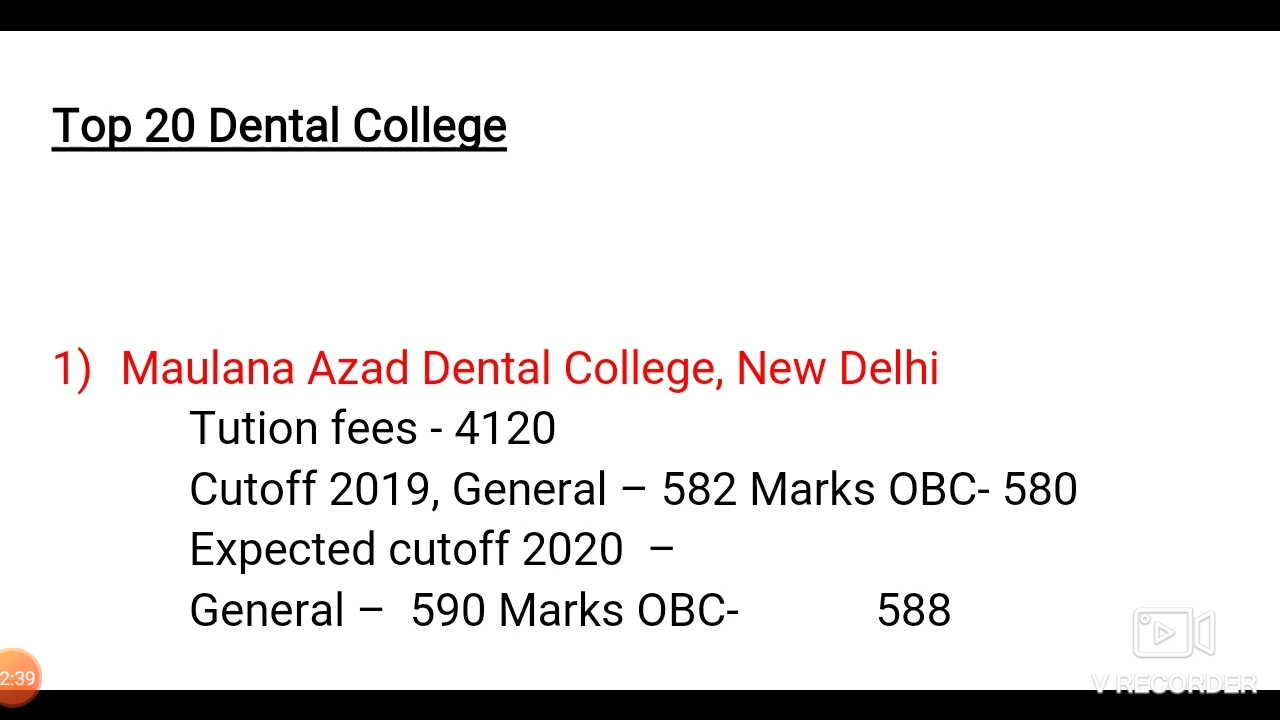 Top 20 Dental College
1) Maulana Azad Dental College, New Delhi
Tution fees - 4120
Cutoff 2019, General – 582 Marks OBC- 580
Expected cutoff 2020 –
General – 590 Marks OBC- 588
2:39
V RECORDER